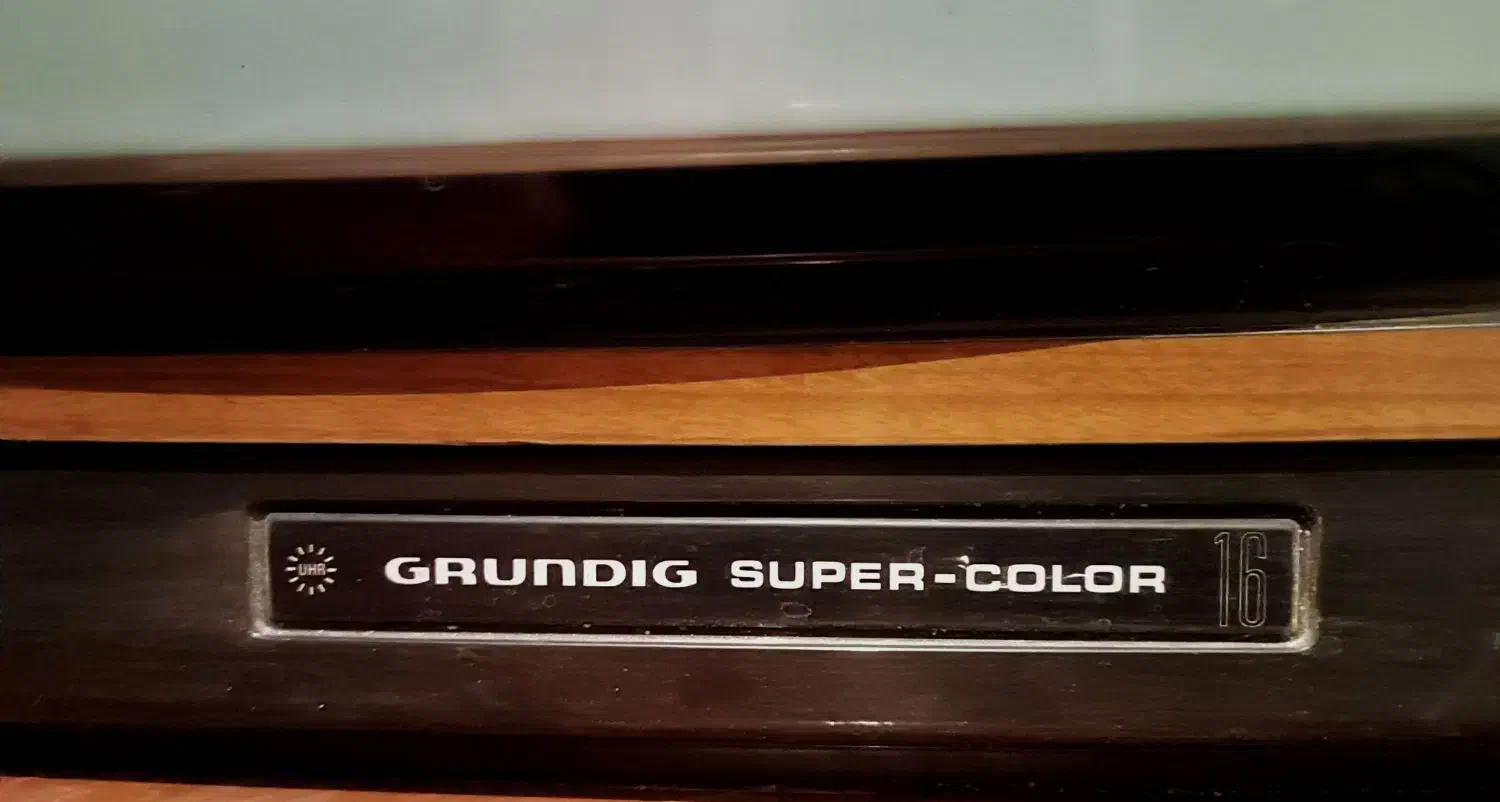 UHR GRUNDIG SUPER-COLOR 16